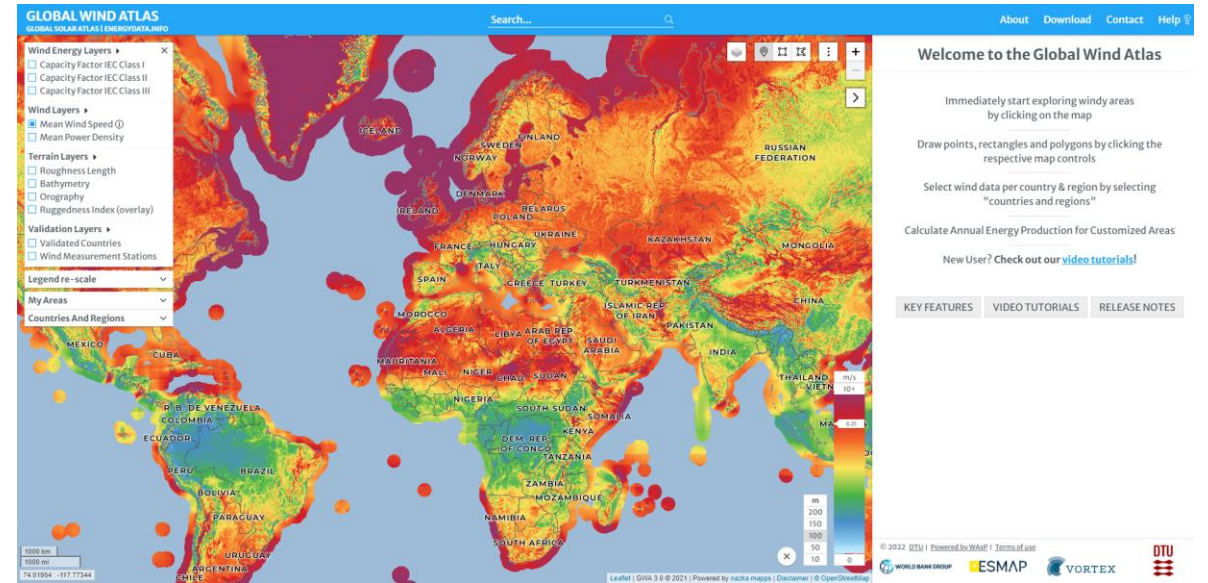 GLOBAL WIND ATLAS
GLOBAL SOLAR ATLAS | ENERGYDATA.INFO
Search...
About Download Contact Help
Wind Energy Layers
Capacity Factor IEC Class I
Capacity Factor IEC Class II
Capacity Factor IEC Class III
Wind Layers
Mean Wind Speed
Mean Power Density
Terrain Layers
Roughness Length
Bathymetry
Orography
Ruggedness Index (overlay)
Validation Layers
Validated Countries
Wind Measurement Stations
Legend re-scale
My Areas
Countries And Regions
ICELAND
SWEDEN
FINLAND
NORWAY
RUSSIAN
FEDERATION
DENMARK
IRELAND
BELARUS
POLAND
UKRAINE
KAZAKHSTAN
FRANCE
HUNGARY
MONGOLIA
ITALY
SPAIN
GREECE
TURKEY
TURKMENISTAN
MOROCCO
ISLAMIC REP.
OF IRAN
CHINA
ALGERIA
LIBYA
ARAB REP.
OF EGYPT
SAUDI
ARABIA
PAKISTAN
INDIA
MEXICO
CUBA
MAURITANIA
MALI
NIGER
CHAD
SUDAN
THAILAND
NIGERIA
SOUTH SUDAN
SOMALIA
R. B. DE VENEZUELA
COLOMBIA
ECUADOR
DEM. REP.
OF CONGO
KENYA
TANZANIA
PERU
BRAZIL
ZAMBIA
MOZAMBIQUE
BOLIVIA
NAMIBIA
PARAGUAY
SOUTH AFRICA
URUGUAY
ARGENTINA
CHILE
m/s
10+
0
m
200
150
100
50
10
1000 km
1000 mi
74.01954 : -117.77344
Leaflet | GWA 3.0 © 2021 | Powered by nazka mapps | Disclaimer | © OpenStreetMap
Welcome to the Global Wind Atlas
Immediately start exploring windy areas
by clicking on the map
Draw points, rectangles and polygons by clicking the
respective map controls
Select wind data per country & region by selecting
"countries and regions"
Calculate Annual Energy Production for Customized Areas
New User? Check out our video tutorials!
KEY FEATURES VIDEO TUTORIALS RELEASE NOTES
© 2022 DTU | Powered by WAsP | Terms of use
WORLD BANK GROUP
ESMAP
VORTEX
DTU